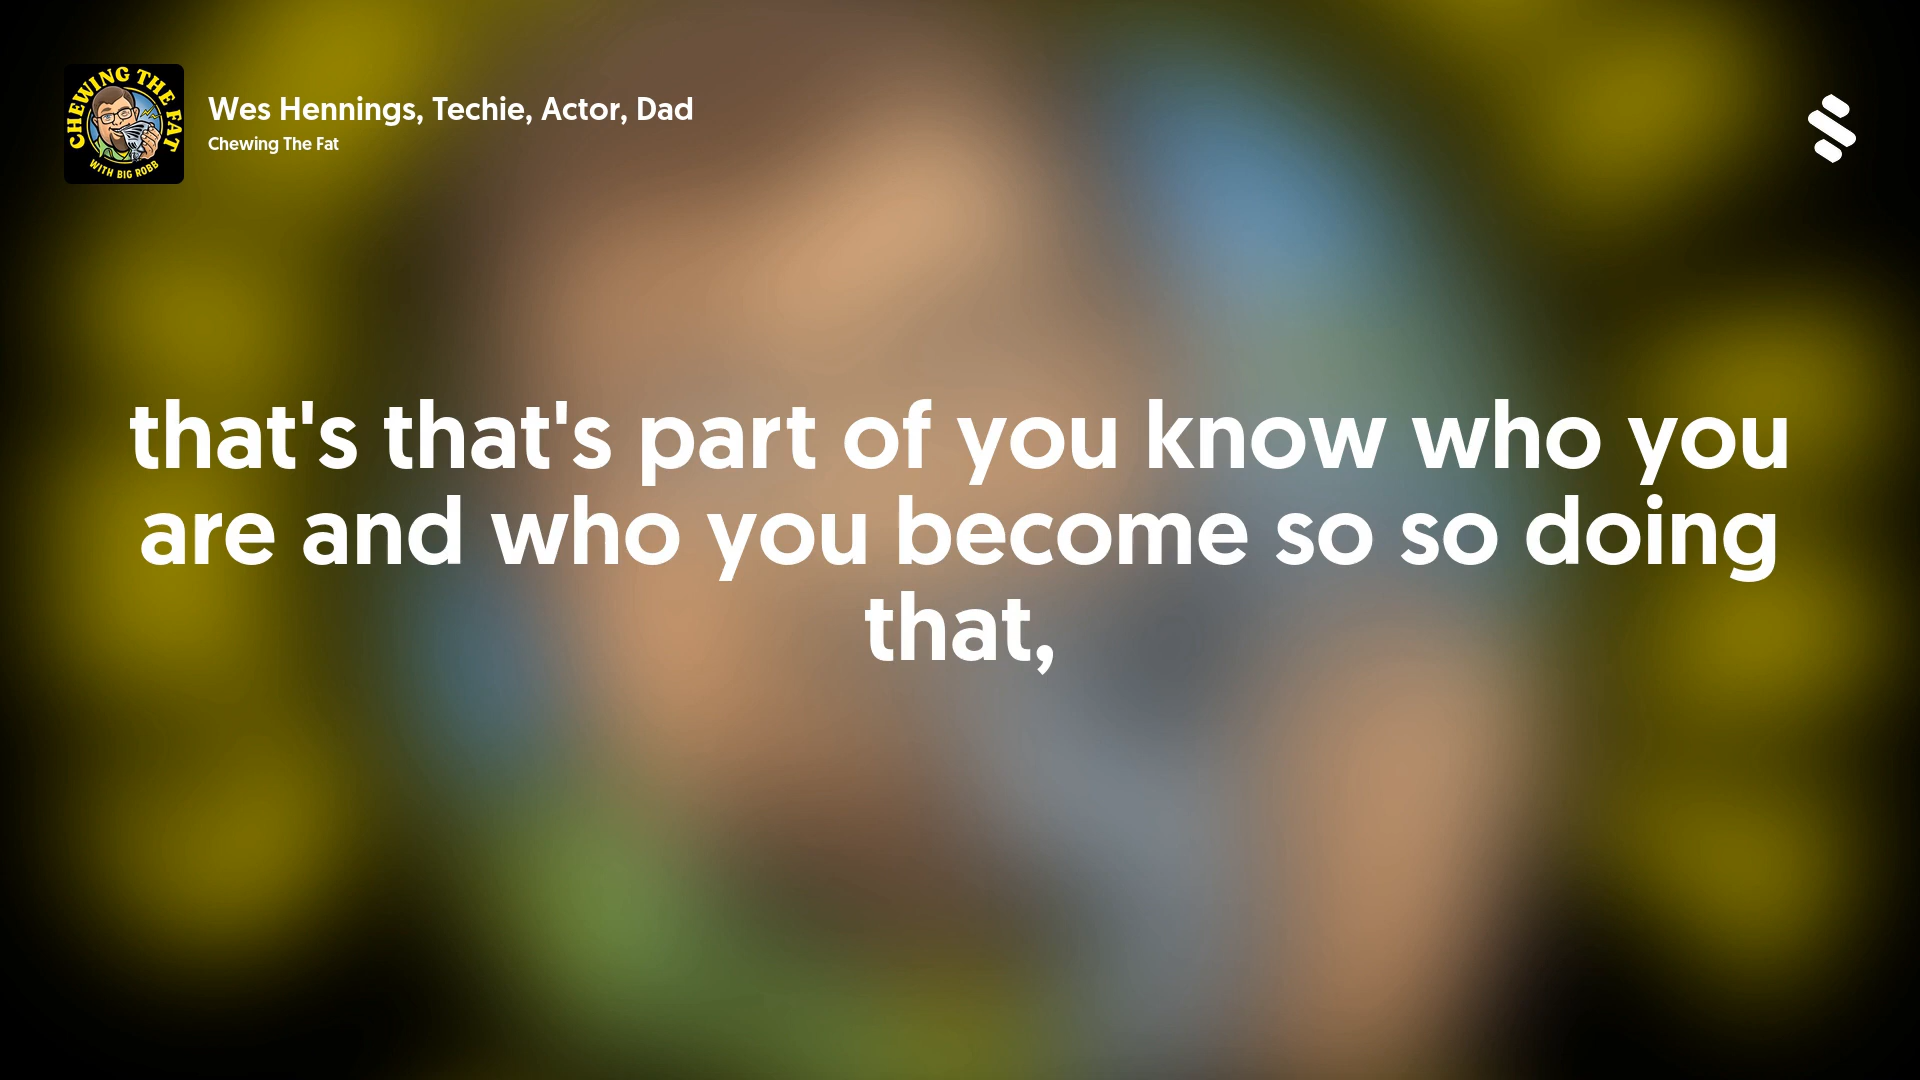 CHEWING THE FAT
WITH BIG ROBB
Wes Hennings, Techie, Actor, Dad
Chewing The Fat
that's that's part of you know who you
are and who you become so so doing
that,